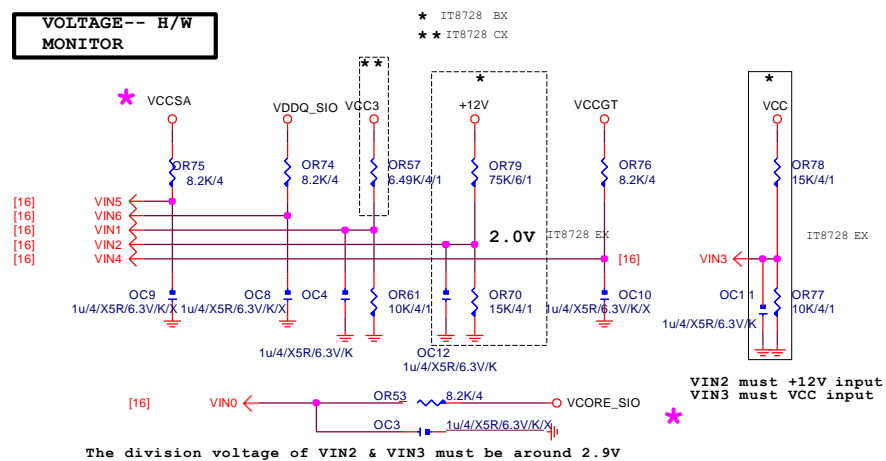 VOLTAGE-- H/W
MONITOR
* IT8728 BX
** IT8728 CX
*
VCCSA
VDDQ_SIO
**
VCC3
*
+12V
VCCGT
*
VCC
OR75
8.2K/4
OR74
8.2K/4
OR57
6.49K/4/1
OR79
75K/6/1
OR76
8.2K/4
OR78
15K/4/1
[16] VIN5
[16] VIN6
[16] VIN1
[16] VIN2
[16] VIN4
2.0V
IT8728 EX
[16]
VIN3
IT8728 EX
OC9
1u/4/X5R/6.3V/K/X
OC8
1u/4/X5R/6.3V/K/X
OC4
1u/4/X5R/6.3V/K
OR61
10K/4/1
OC12
1u/4/X5R/6.3V/K
OR70
15K/4/1
OC10
1u/4/X5R/6.3V/K/X
OC11
1u/4/X5R/6.3V/K
OR77
10K/4/1
VIN2 must +12V input
VIN3 must VCC input
*
[16] VIN0
OR53
8.2K/4
VCORE_SIO
OC3
1u/4/X5R/6.3V/K/X
The division voltage of VIN2 & VIN3 must be around 2.9V